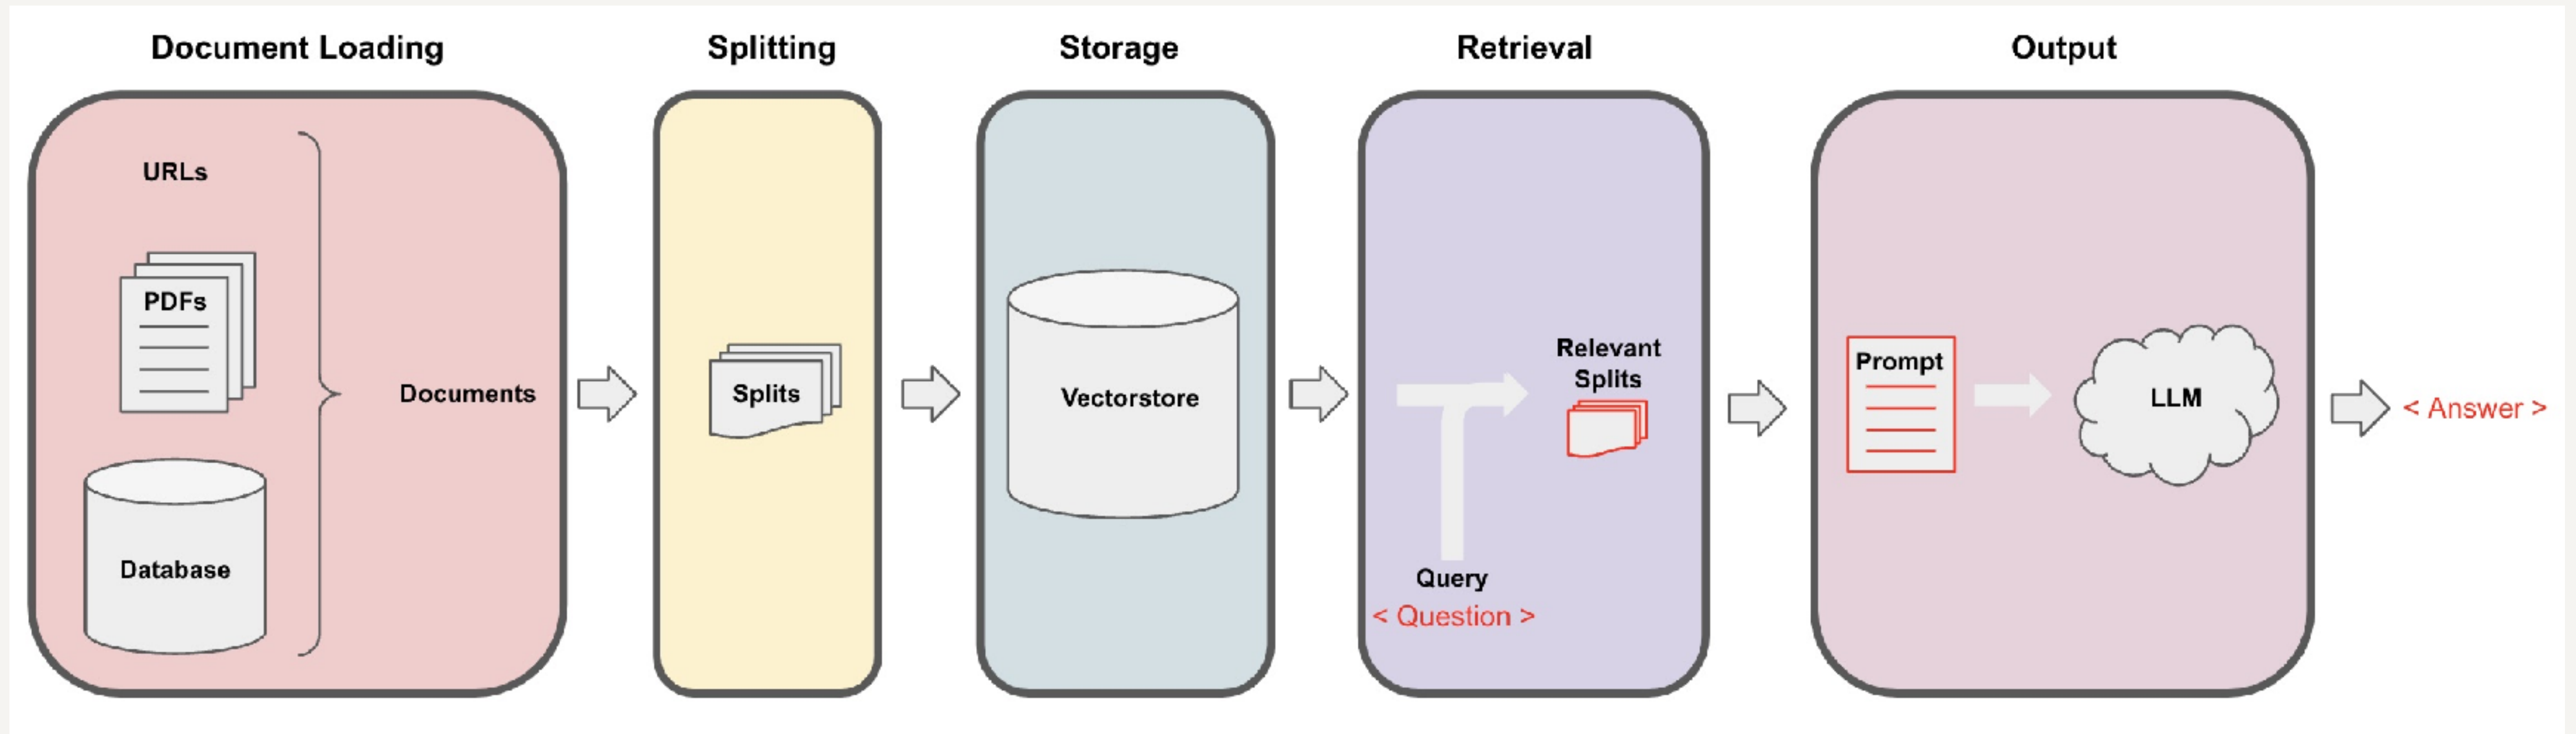 Document Loading
Splitting
Storage
Retrieval
Output
URLs
PDFs
Database
Documents
Splits
Vectorstore
Relevant
Splits
Query
< Question >
Prompt
LLM
< Answer >